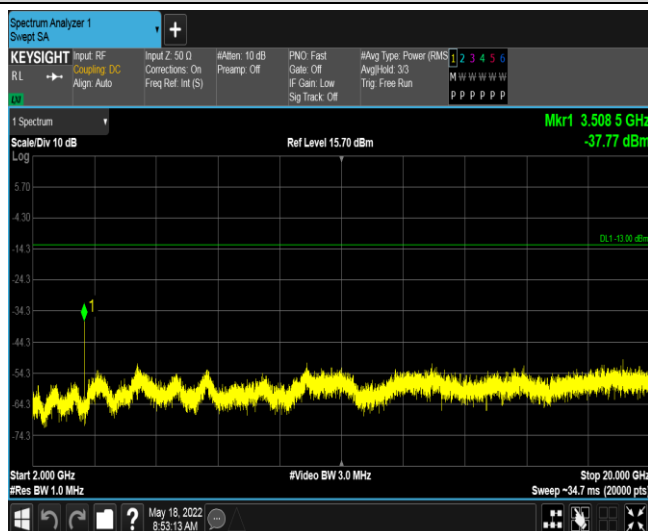 Spectrum Analyzer 1
Swept SA
+
KEYSIGHT Input: RF Input Z: 50 Ω #Atten: 10 dB PNO: Fast #Avg Type: Power (RMS 1 2 3 4 5 6
RL Coupling: DC Corrections: On Preamp: Off Gate: Off Avg|Hold: 3/3 M W W W W W
Align: Auto Freq Ref: Int (S) IF Gain: Low Trig: Free Run
Sig Track: Off P P P P P P
1 Spectrum Mkr1 3.508 5 GHz
Scale/Div 10 dB Ref Level 15.70 dBm -37.77 dBm
Log
5.70
-4.30
DL1 -13.00 dBm
-14.3
-24.3
-34.3 1
-44.3
-54.3
-64.3
-74.3
Start 2.000 GHz #Video BW 3.0 MHz Stop 20.000 GHz
#Res BW 1.0 MHz Sweep ~34.7 ms (20000 pts)
? May 18, 2022
8:53:13 AM